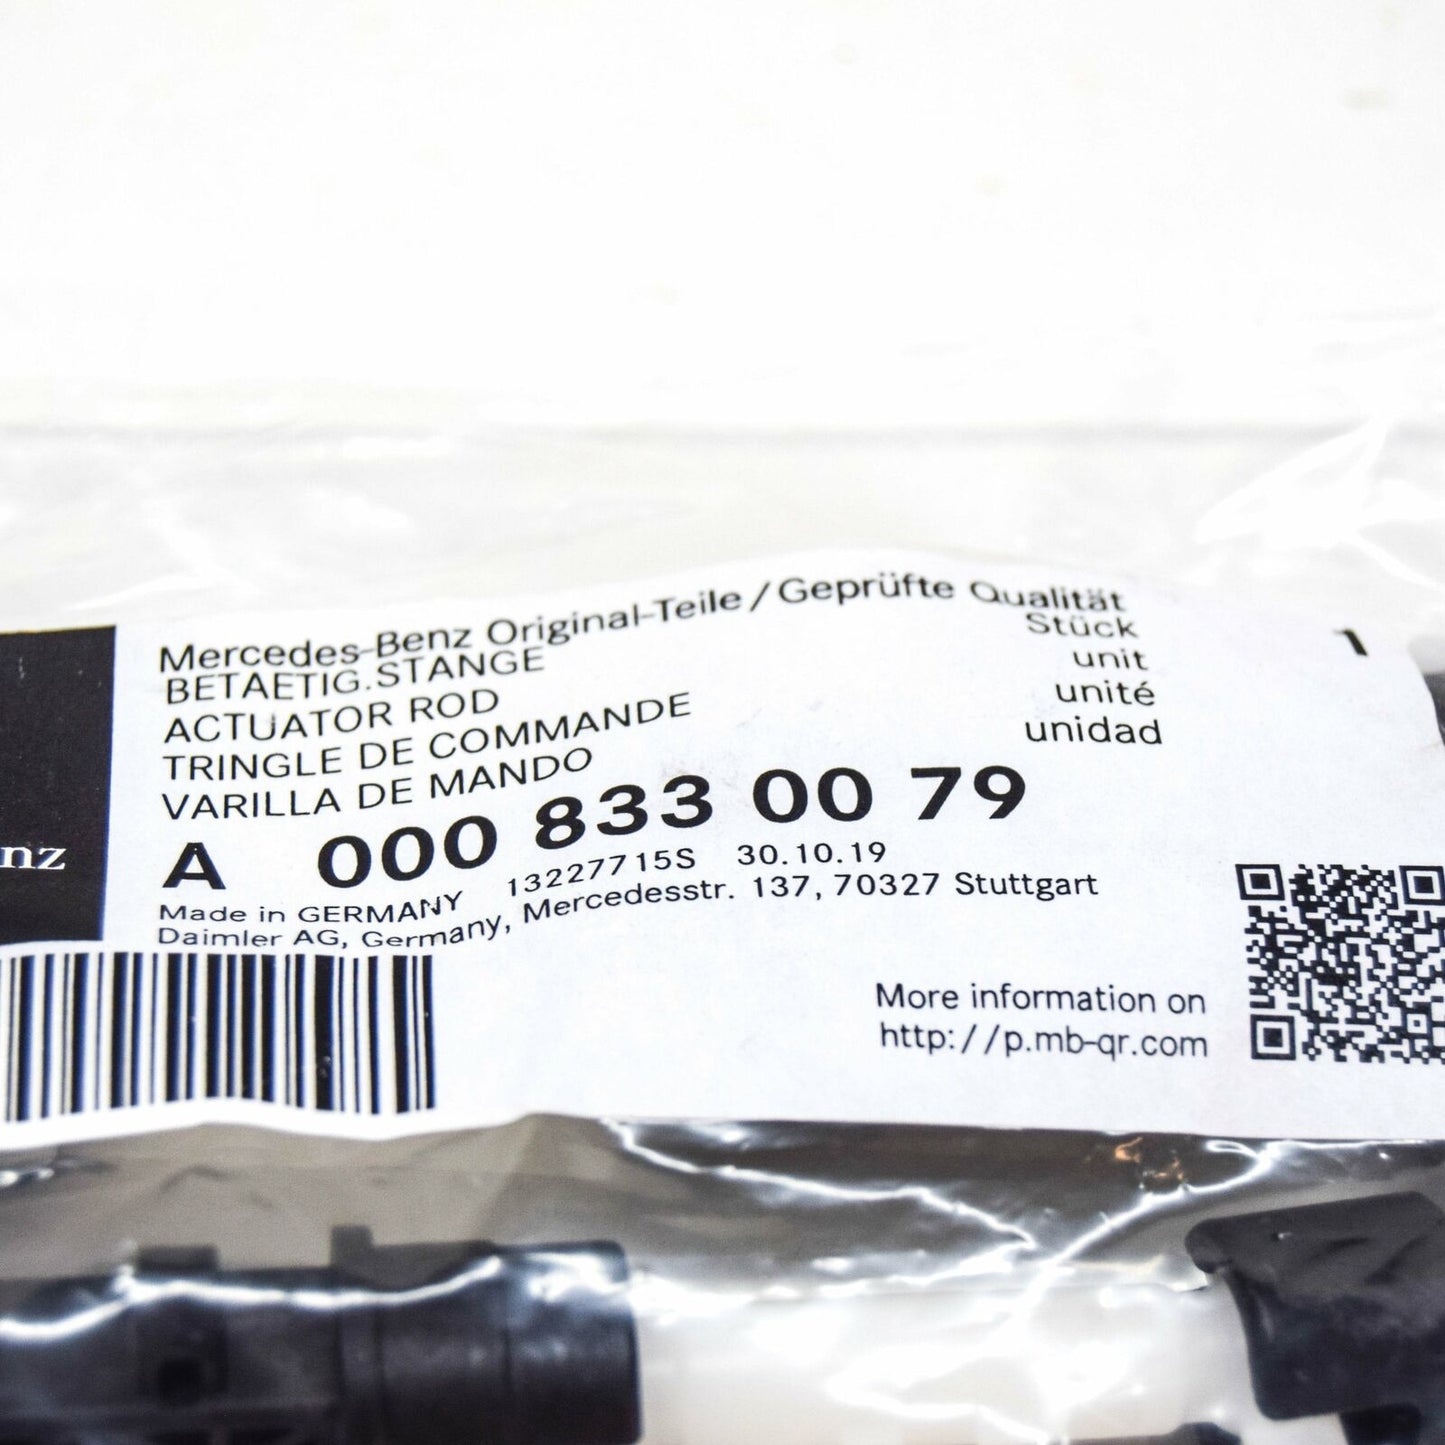 Mercedes-Benz Original-Teile / Geprüfte Qualität
BETAETIG.STANGE Stück 1
ACTUATOR ROD unit
TRINGLE DE COMMANDE unité
VARILLA DE MANDO unidad
A 000 833 00 79
Made in GERMANY 13227715S 30.10.19
Daimler AG, Germany, Mercedesstr. 137, 70327 Stuttgart
nz
More information on
http://p.mb-qr.com